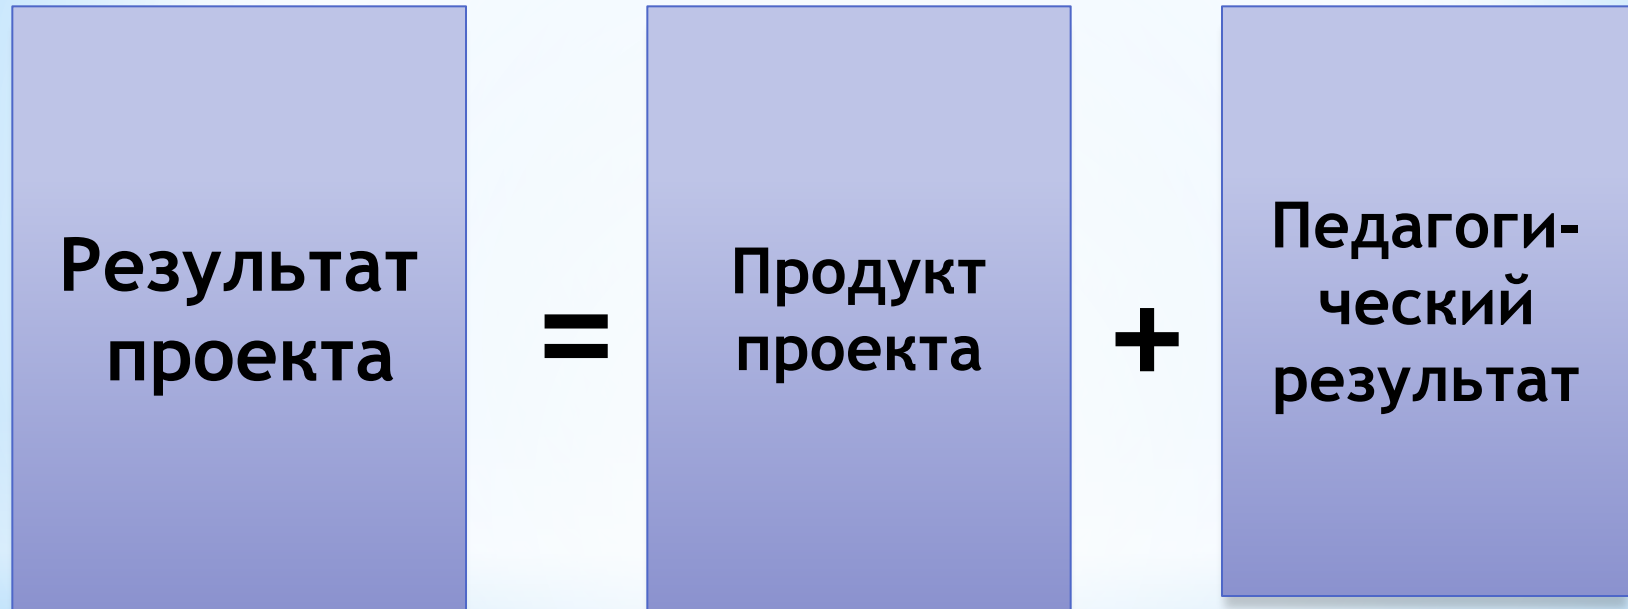 Результат
проекта
=
Продукт
проекта
+
Педагоги-
ческий
результат